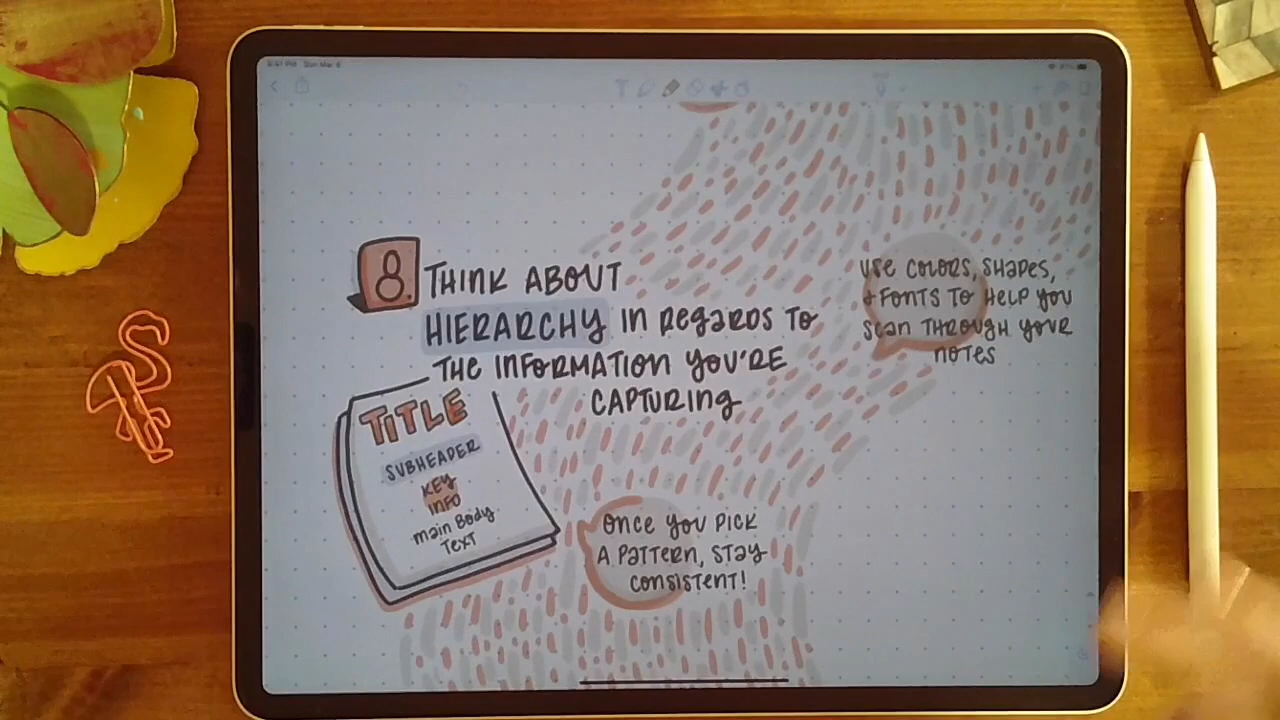 8. THINK ABOUT
HIERARCHY IN REGARDS TO
THE INFORMATION YOU'RE
CAPTURING
USE COLORS, SHAPES,
+ FONTS TO HELP YOU
SCAN THROUGH YOUR
NOTES
TITLE
SUBHEADER
KEY
INFO
MAIN BODY
TEXT
ONCE YOU PICK
A PATTERN, STAY
CONSISTENT!